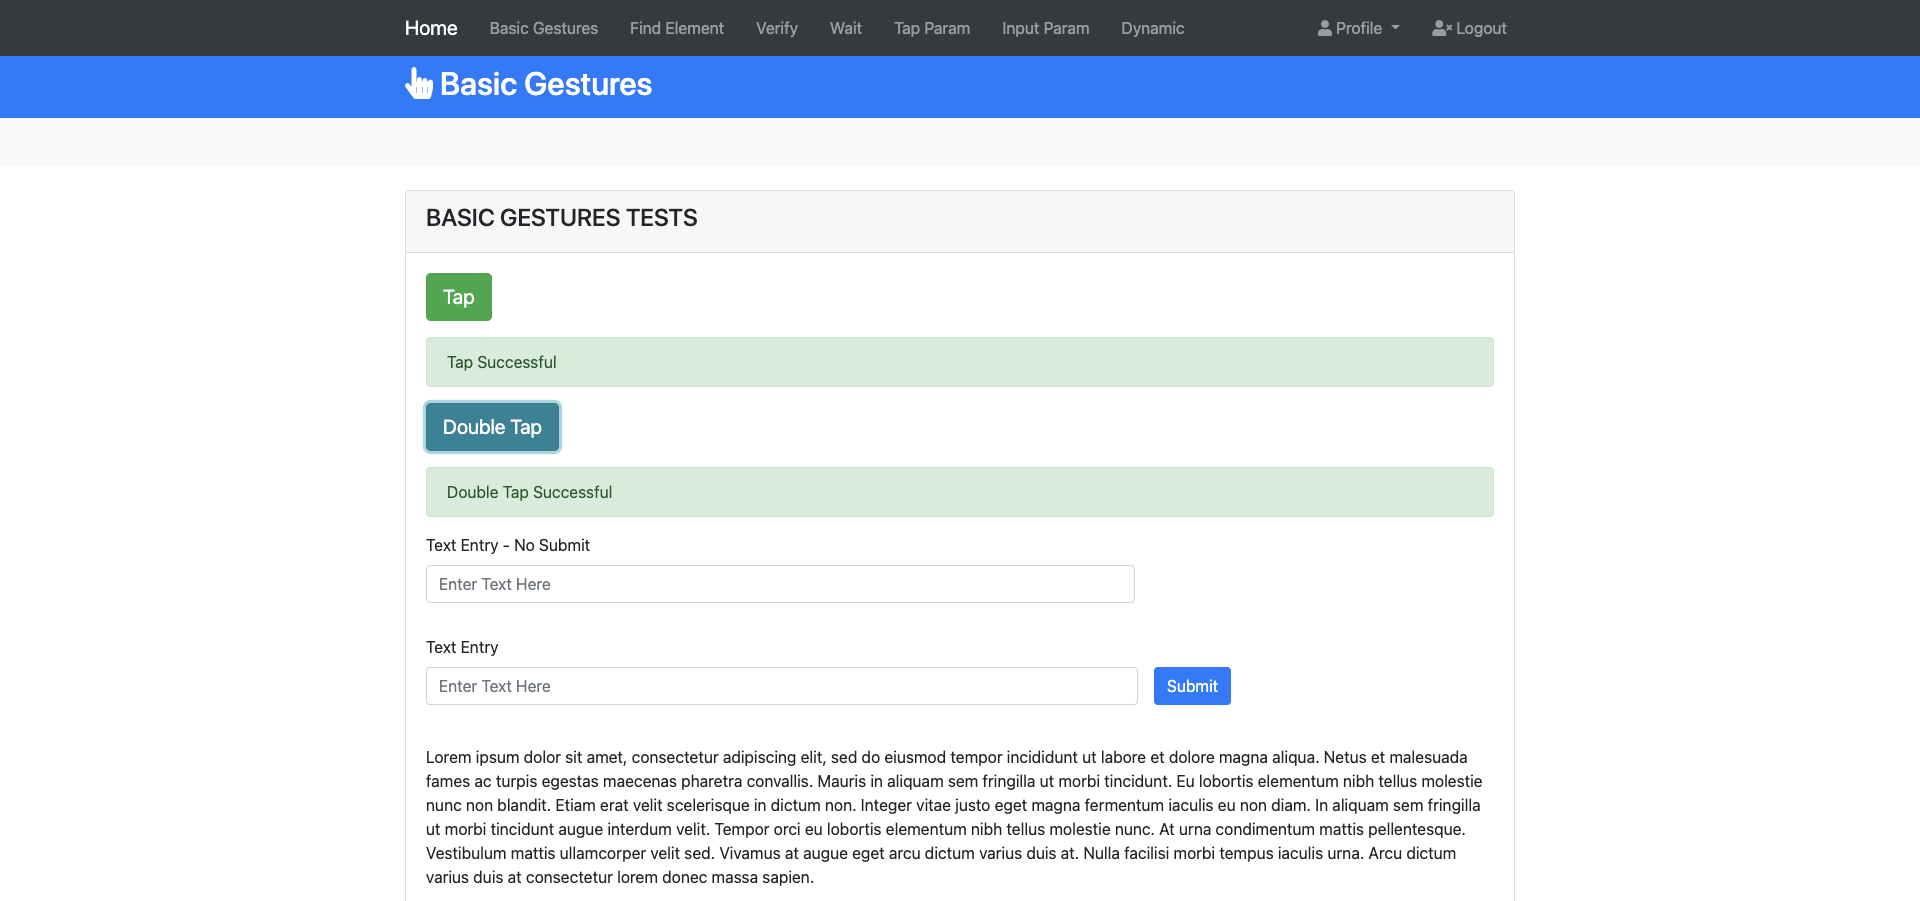 Home Basic Gestures Find Element Verify Wait Tap Param Input Param Dynamic Profile Logout
Basic Gestures
BASIC GESTURES TESTS
Tap
Tap Successful
Double Tap
Double Tap Successful
Text Entry - No Submit
Enter Text Here
Text Entry
Enter Text Here Submit
Lorem ipsum dolor sit amet, consectetur adipiscing elit, sed do eiusmod tempor incididunt ut labore et dolore magna aliqua. Netus et malesuada
fames ac turpis egestas maecenas pharetra convallis. Mauris in aliquam sem fringilla ut morbi tincidunt. Eu lobortis elementum nibh tellus molestie
nunc non blandit. Etiam erat velit scelerisque in dictum non. Integer vitae justo eget magna fermentum iaculis eu non diam. In aliquam sem fringilla
ut morbi tincidunt augue interdum velit. Tempor orci eu lobortis elementum nibh tellus molestie nunc. At urna condimentum mattis pellentesque.
Vestibulum mattis ullamcorper velit sed. Vivamus at augue eget arcu dictum varius duis at. Nulla facilisi morbi tempus iaculis urna. Arcu dictum
varius duis at consectetur lorem donec massa sapien.